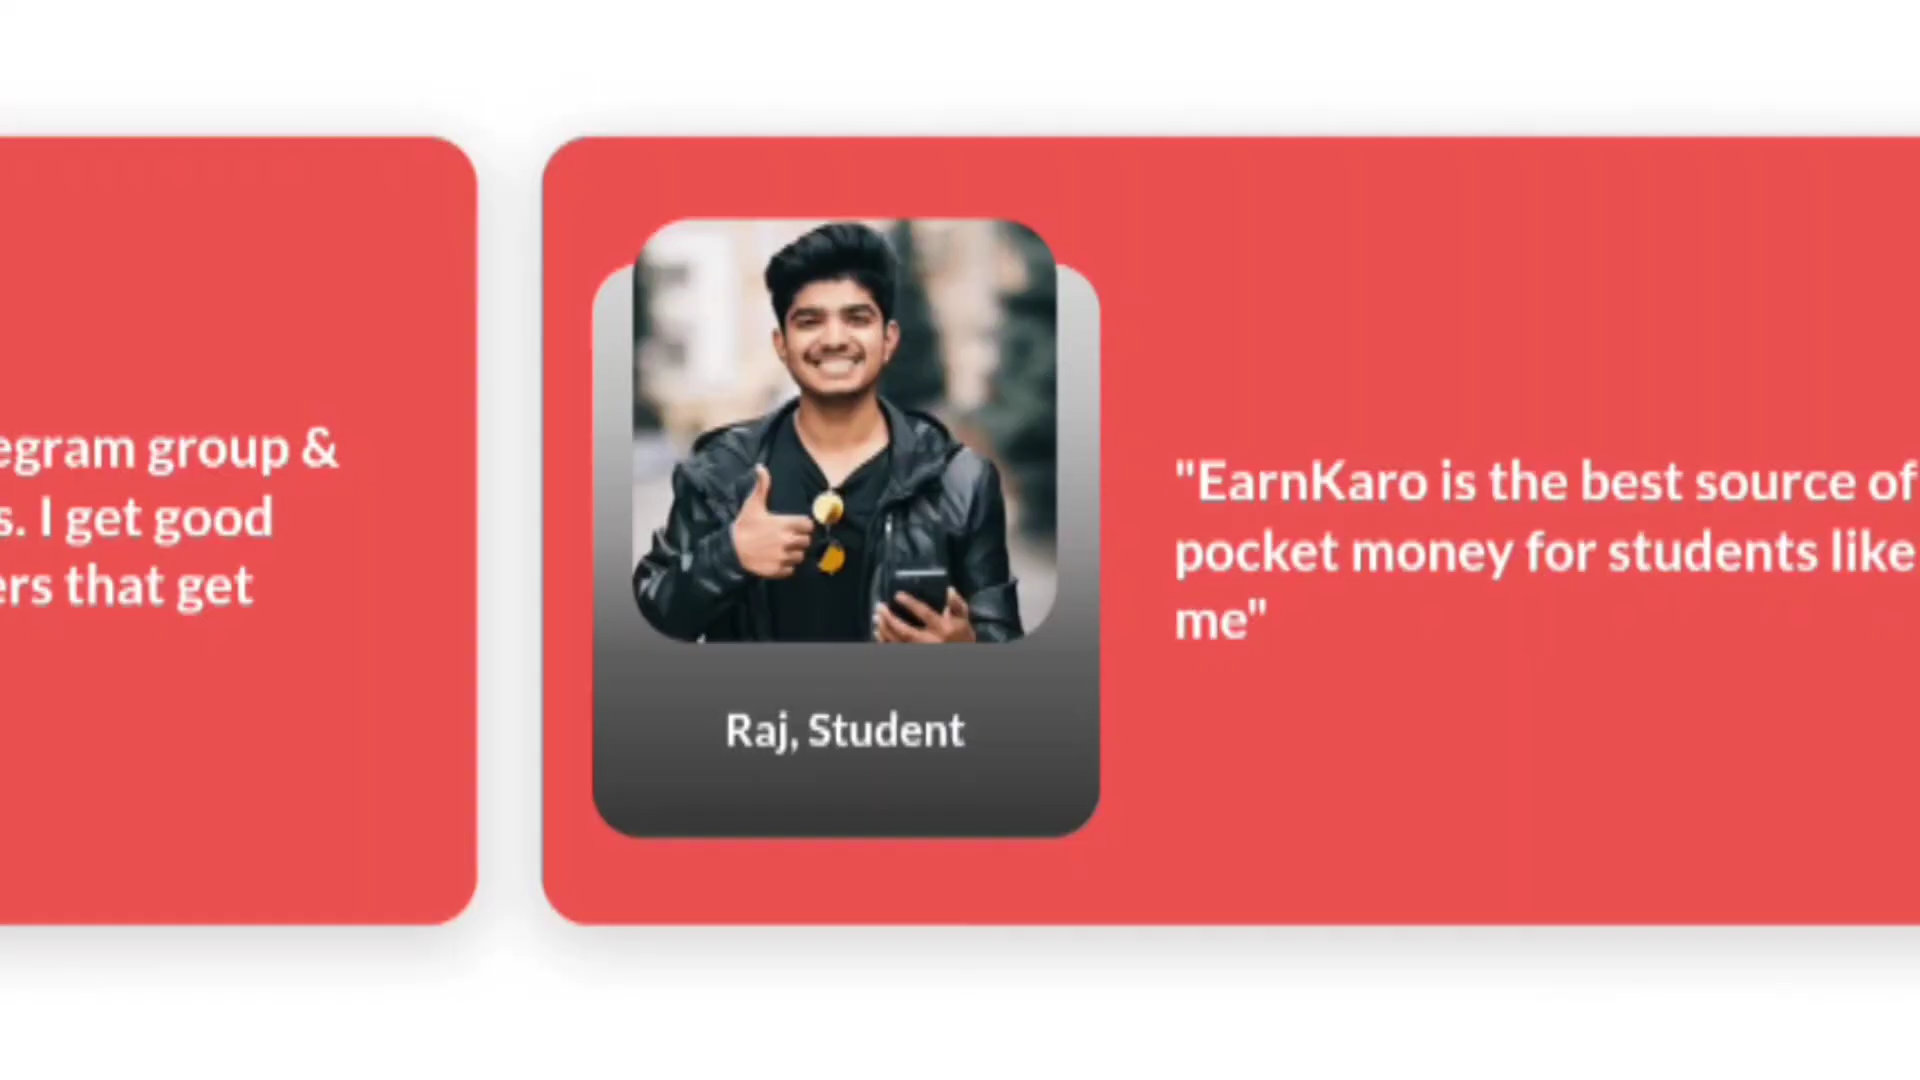 egram group &
s. I get good
ers that get
Raj, Student
"EarnKaro is the best source of
pocket money for students like
me"